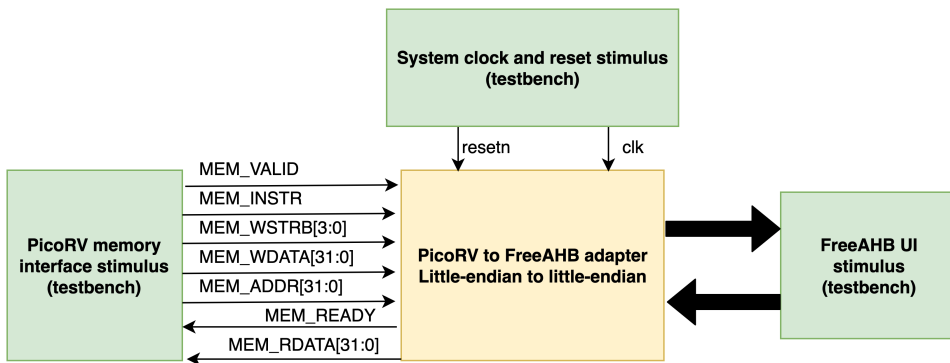 System clock and reset stimulus
(testbench)
resetn
clk
MEM_VALID
MEM_INSTR
MEM_WSTRB[3:0]
MEM_WDATA[31:0]
MEM_ADDR[31:0]
MEM_READY
MEM_RDATA[31:0]
PicoRV memory
interface stimulus
(testbench)
PicoRV to FreeAHB adapter
Little-endian to little-endian
FreeAHB UI
stimulus
(testbench)